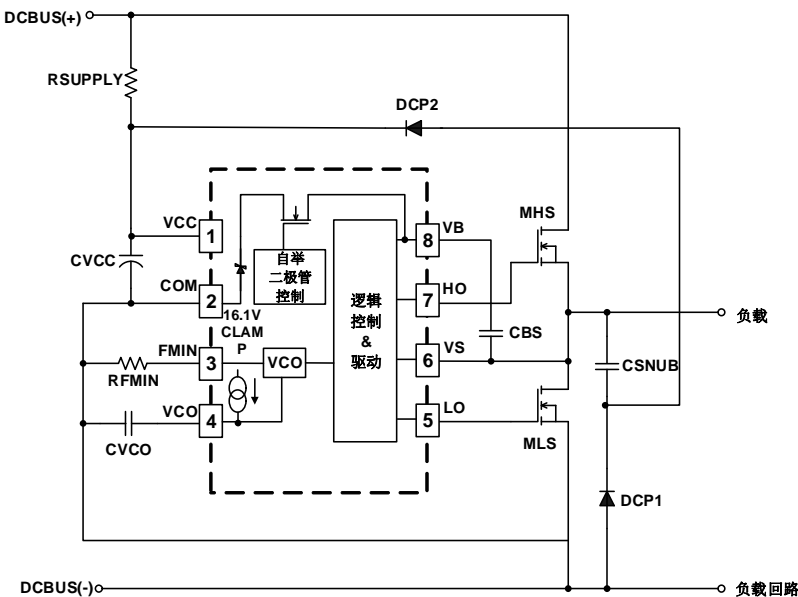 DCBUS(+)
RSUPPLY
DCP2
MHS
VCC
1
8
VB
自举
二极管
控制
CVCC
COM
2
7
HO
16.1V
CLAM
P
逻辑
控制
&
驱动
CBS
负载
FMIN
3
VCO
6
VS
CSNUB
RFMIN
VCO
4
5
LO
CVCO
MLS
DCP1
DCBUS(-)
负载回路